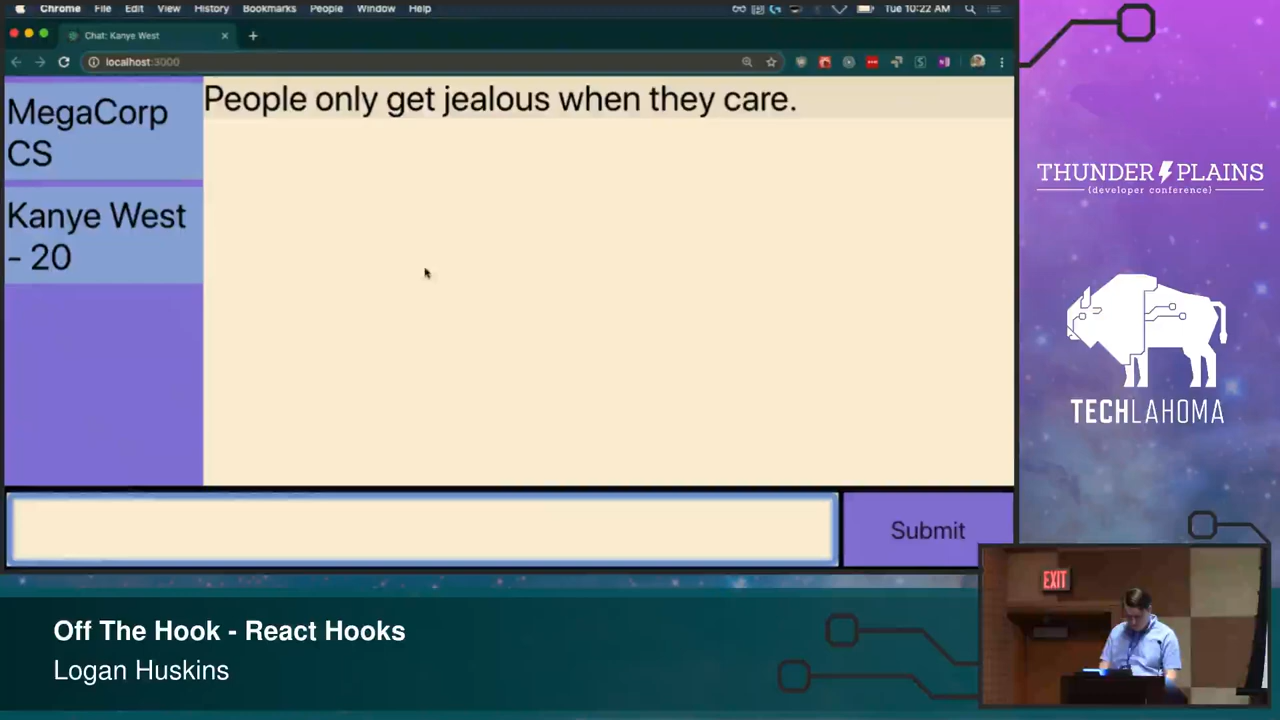 Chrome File Edit View History Bookmarks People Window Help Tue 10:22 AM
Chat: Kanye West
localhost:3000
MegaCorp
CS
Kanye West
- 20
People only get jealous when they care.
Submit
THUNDER PLAINS
{developer conference}
TECHLAHOMA
EXIT
Off The Hook - React Hooks
Logan Huskins